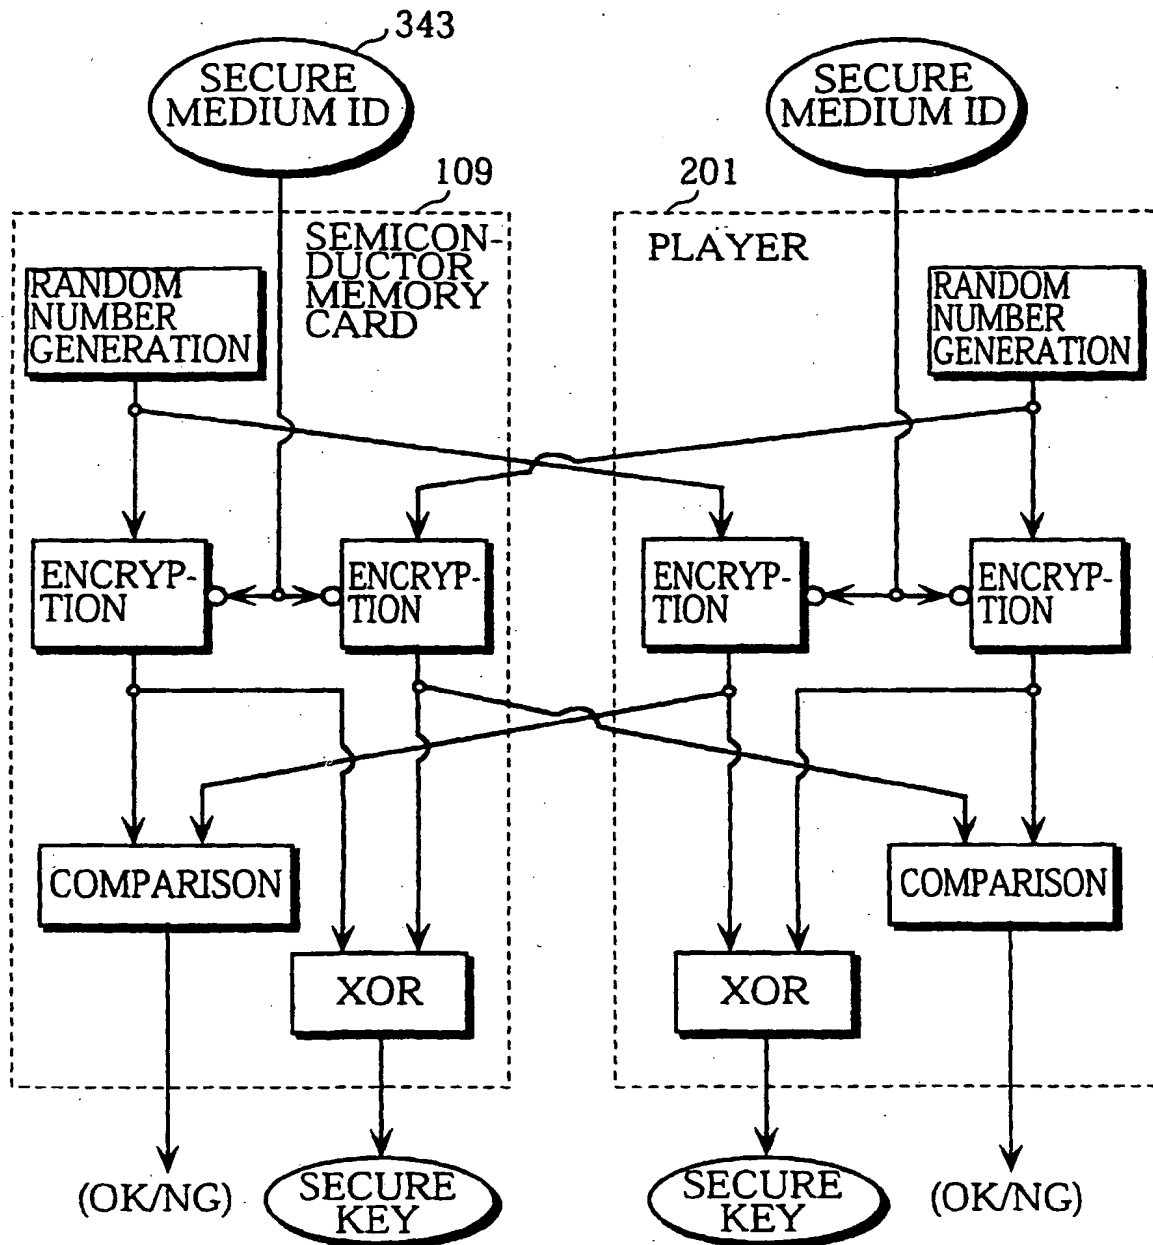 343
SECURE
MEDIUM ID
SECURE
MEDIUM ID
109
201
SEMICON-
DUCTOR
MEMORY
CARD
PLAYER
RANDOM
NUMBER
GENERATION
RANDOM
NUMBER
GENERATION
ENCRYP-
TION
ENCRYP-
TION
ENCRYP-
TION
ENCRYP-
TION
COMPARISON
COMPARISON
XOR
XOR
(OK/NG)
SECURE
KEY
SECURE
KEY
(OK/NG)